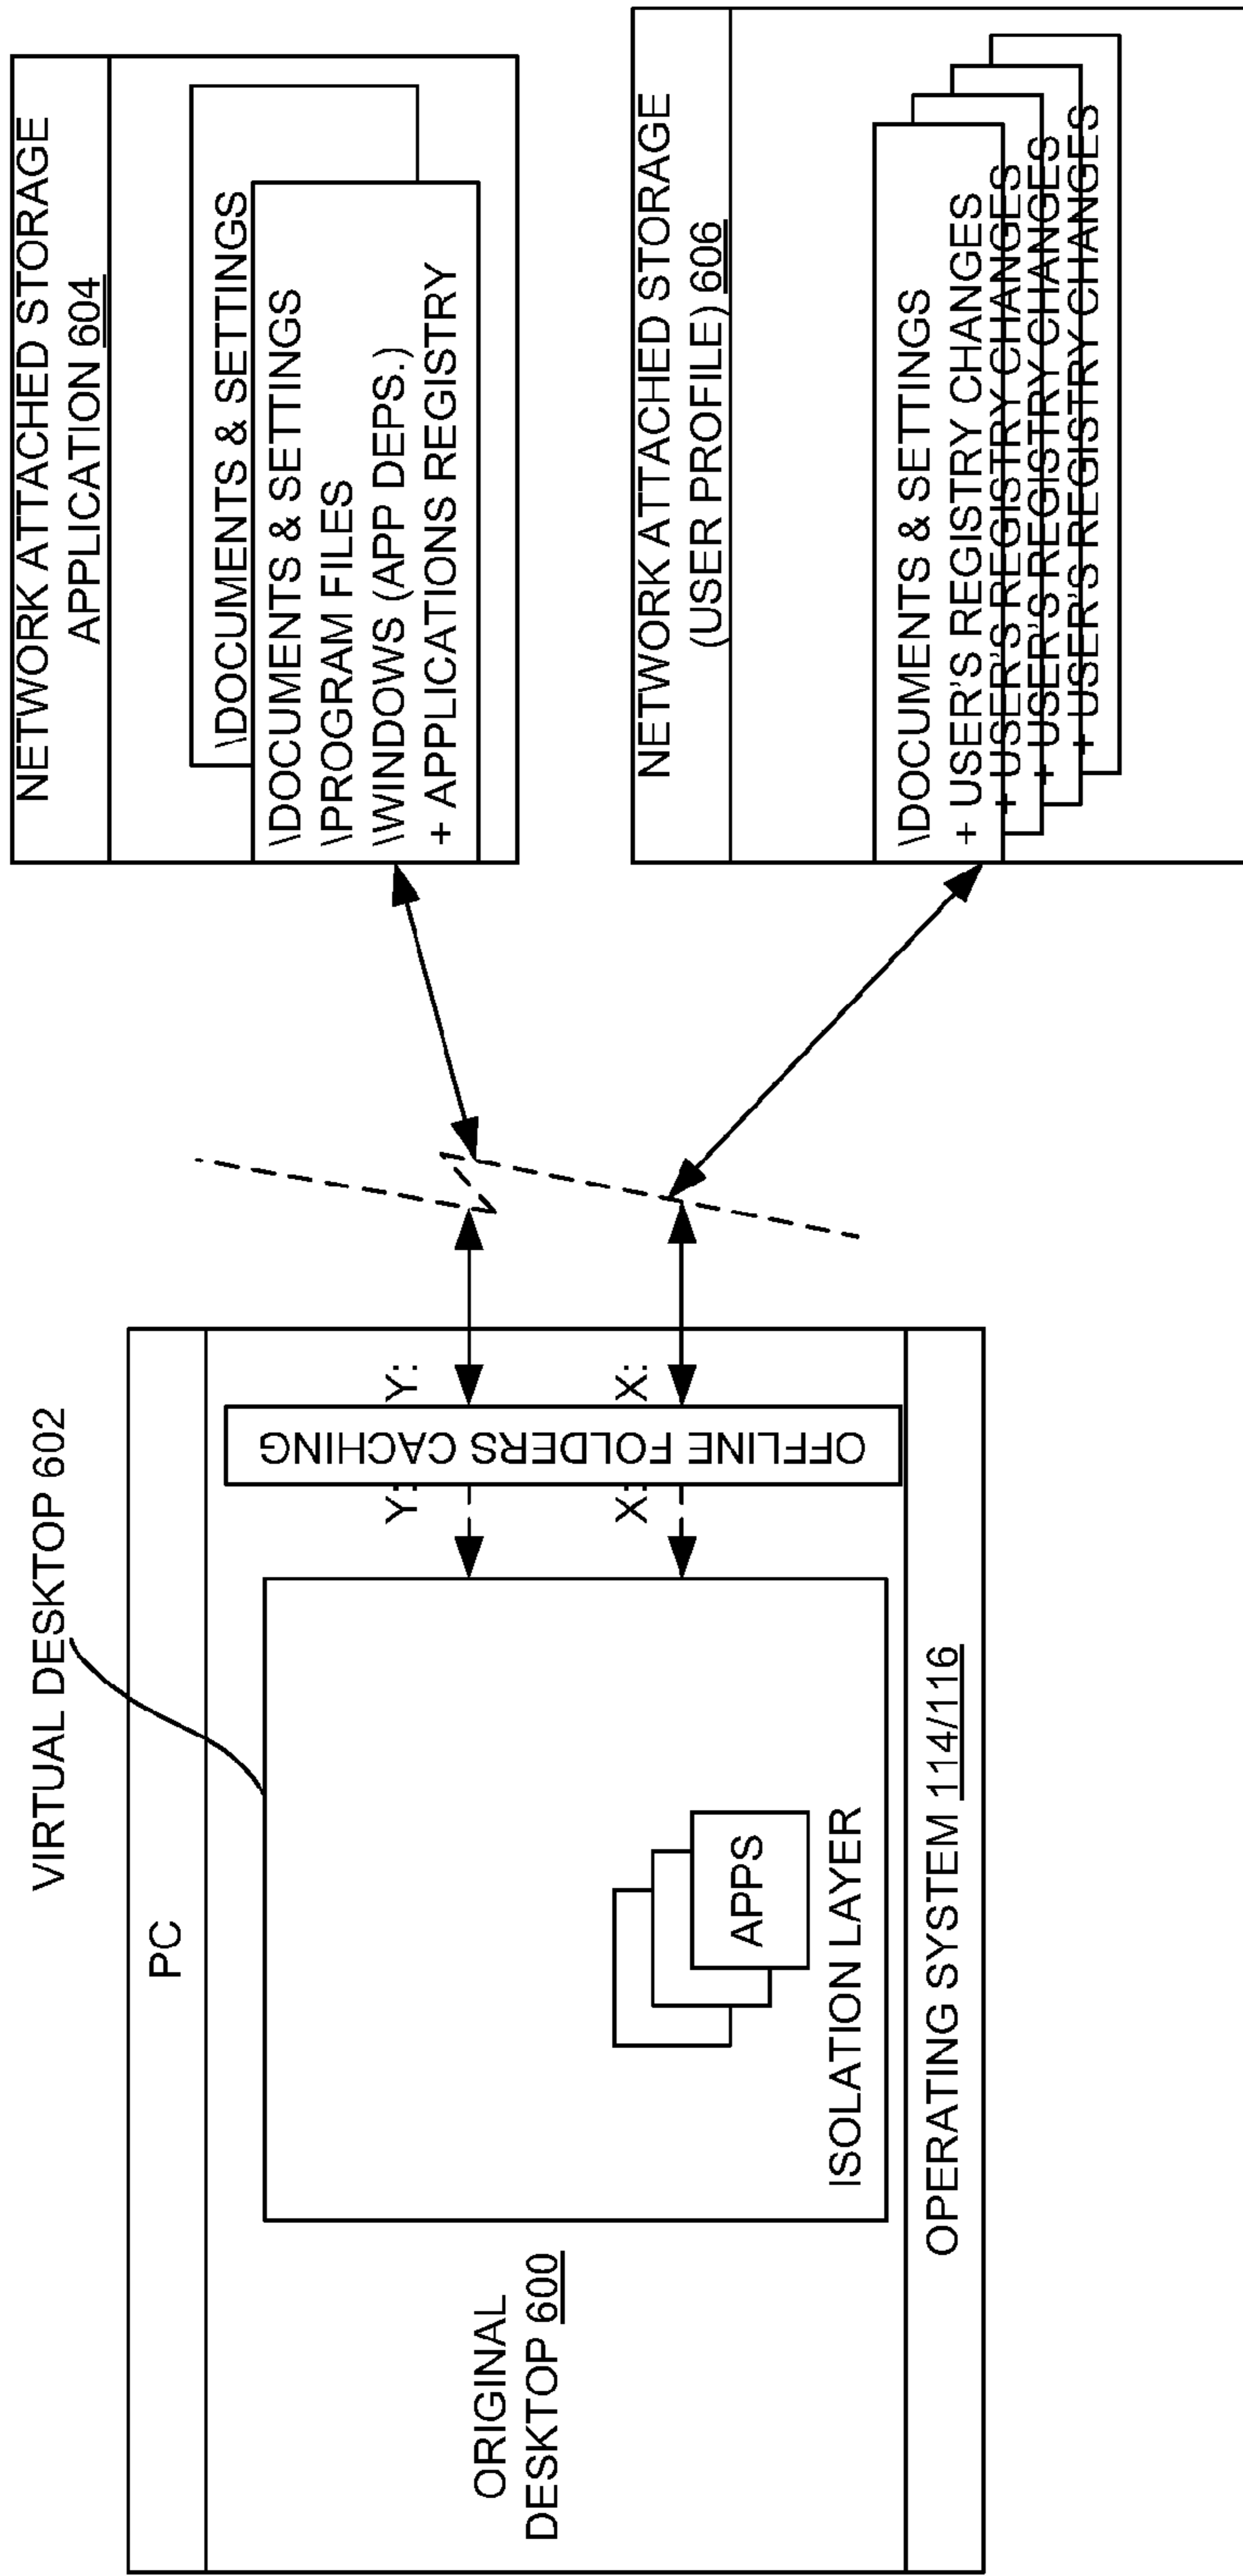 VIRTUAL DESKTOP 602
PC
ORIGINAL
DESKTOP 600
APPS
ISOLATION LAYER
OPERATING SYSTEM 114/116
Y:
X:
OFFLINE FOLDERS CACHING
Y:
X:
NETWORK ATTACHED STORAGE
APPLICATION 604
\DOCUMENTS & SETTINGS
\DOCUMENTS & SETTINGS
\PROGRAM FILES
\WINDOWS (APP DEPS.)
+ APPLICATIONS REGISTRY
NETWORK ATTACHED STORAGE
(USER PROFILE) 606
\DOCUMENTS & SETTINGS
+ USER'S REGISTRY CHANGES
+ USER'S REGISTRY CHANGES
+ USER'S REGISTRY CHANGES
+ USER'S REGISTRY CHANGES